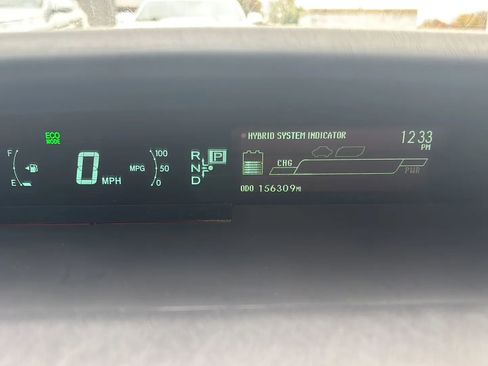 ECO
MODE
F
E
0 MPH
100
MPG 50
0
R
N
D
P
HYBRID SYSTEM INDICATOR
12:33
PM
CHG
PWR
ODO 156309MI